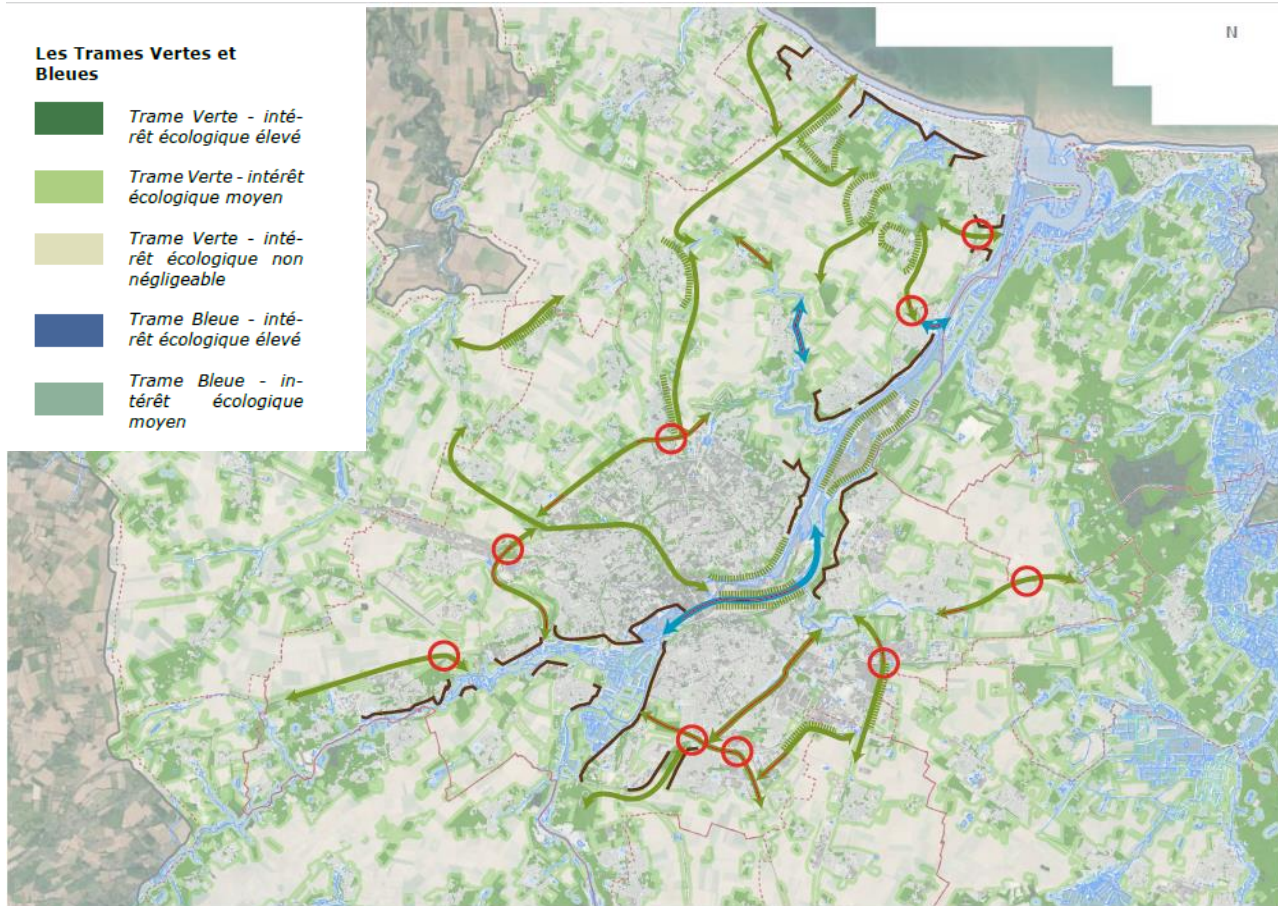 N
Les Trames Vertes et
Bleues
Trame Verte - inté-
rêt écologique élevé
Trame Verte - intérêt
écologique moyen
Trame Verte - inté-
rêt écologique non
négligeable
Trame Bleue - inté-
rêt écologique élevé
Trame Bleue - in-
térêt écologique
moyen